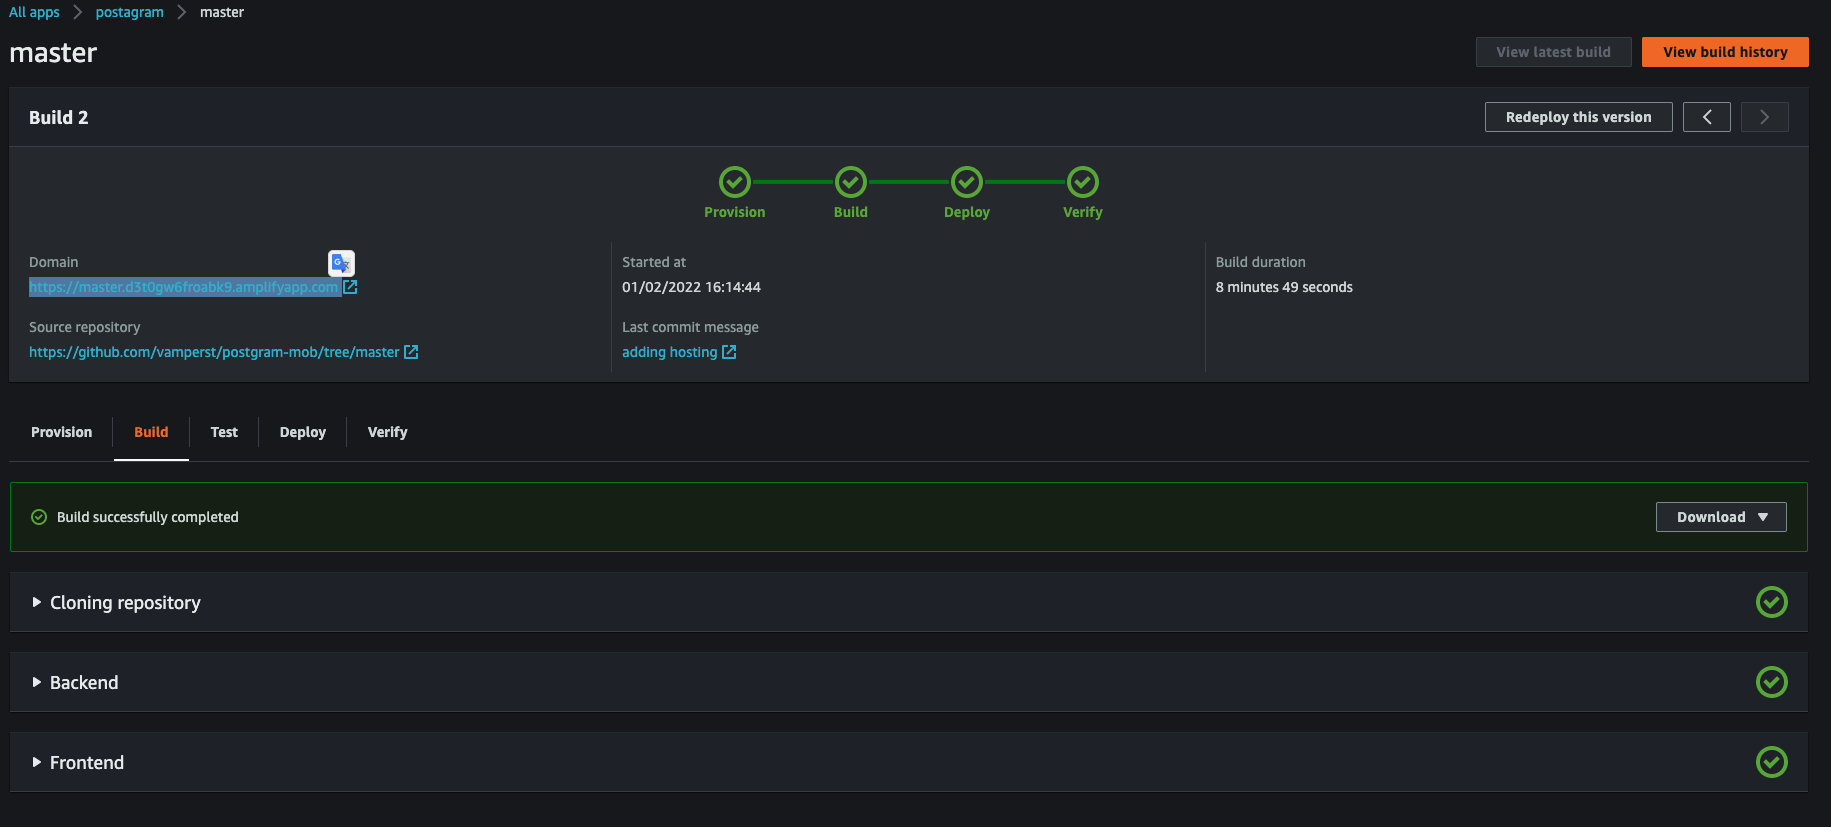 All apps > postagram > master
master
View latest build
View build history
Build 2
Redeploy this version
Provision
Build
Deploy
Verify
Domain
https://master.d3t0gw6froabk9.amplifyapp.com
Source repository
https://github.com/vamperst/postgram-mob/tree/master
Started at
01/02/2022 16:14:44
Last commit message
adding hosting
Build duration
8 minutes 49 seconds
Provision
Build
Test
Deploy
Verify
Build successfully completed
Download
Cloning repository
Backend
Frontend